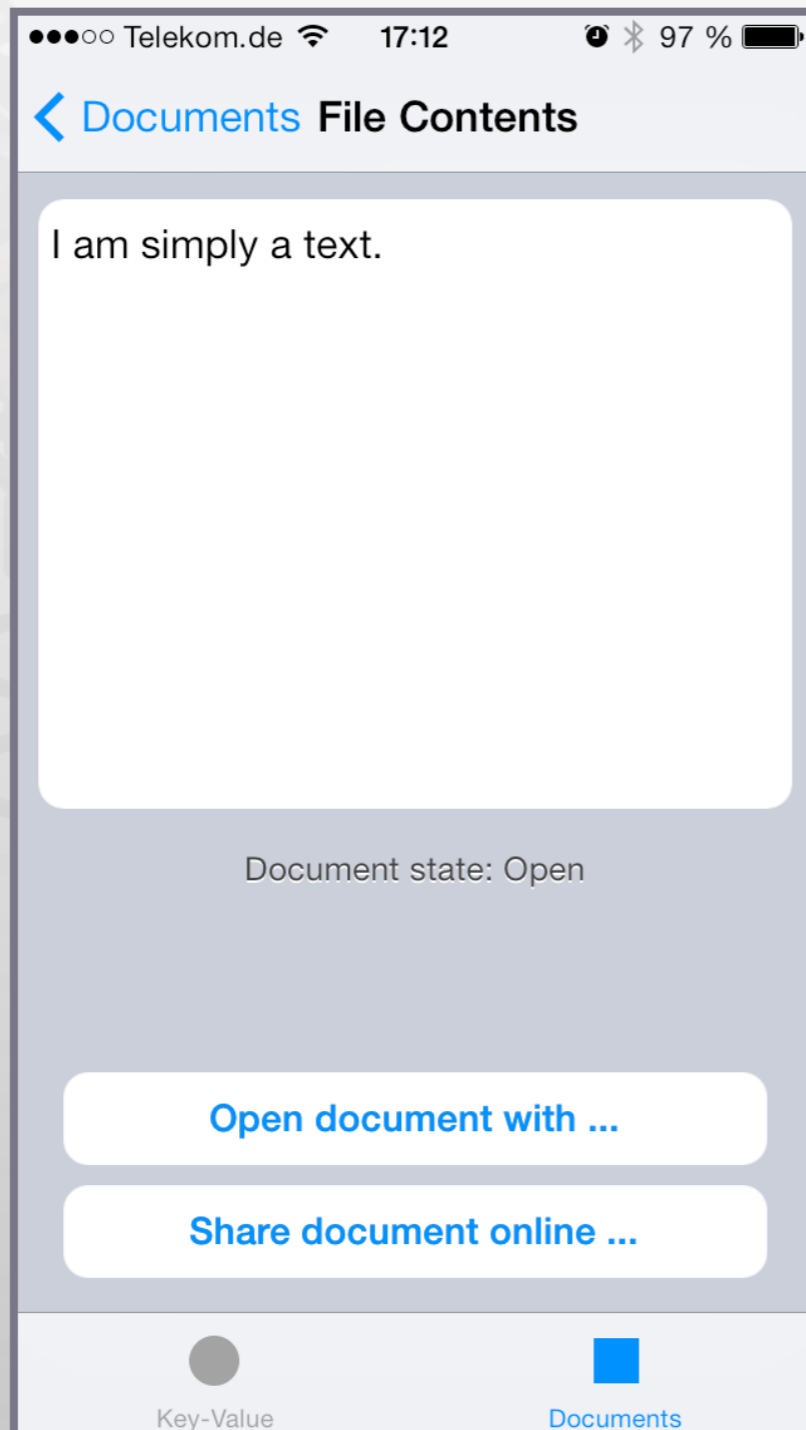 Telekom.de 17:12 97 %
Documents File Contents
I am simply a text.
Document state: Open
Open document with ...
Share document online ...
Key-Value Documents